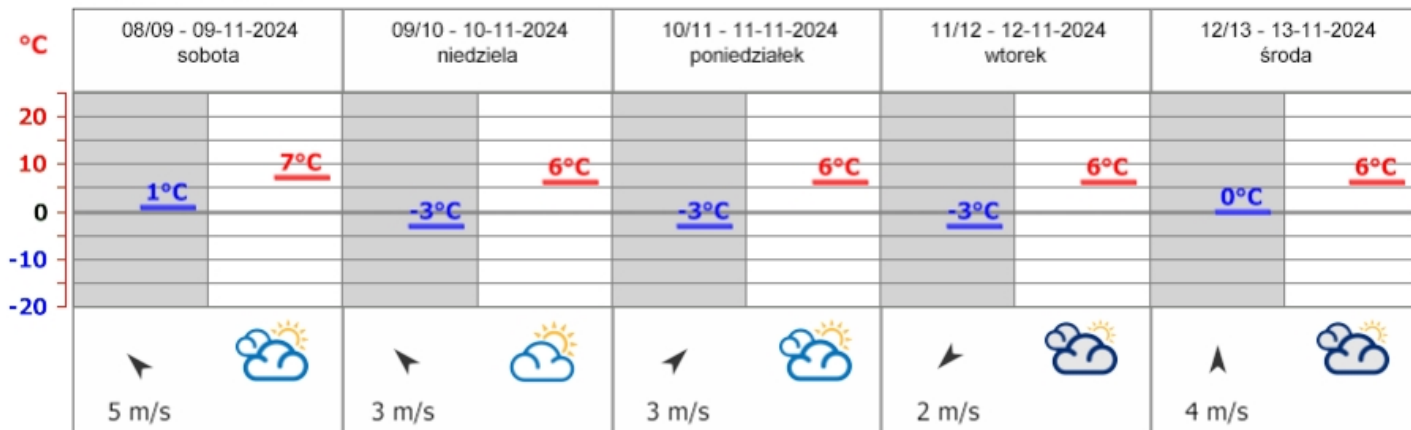 °C
08/09 - 09-11-2024
sobota
09/10 - 10-11-2024
niedziela
10/11 - 11-11-2024
poniedziałek
11/12 - 12-11-2024
wtorek
12/13 - 13-11-2024
środa
20
10
0
-10
-20
1°C
7°C
-3°C
6°C
-3°C
6°C
-3°C
6°C
0°C
6°C
5 m/s
3 m/s
3 m/s
2 m/s
4 m/s